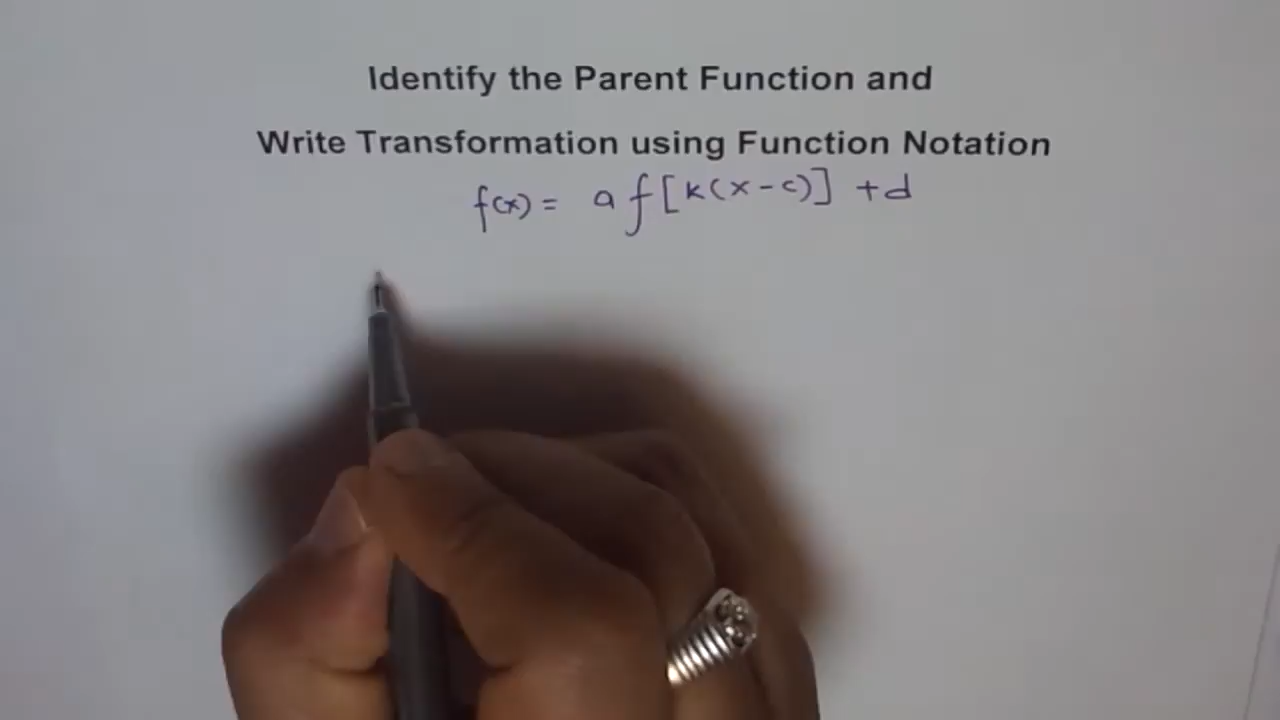 Identify the Parent Function and
Write Transformation using Function Notation
f(x) = a f[k(x-c)] + d